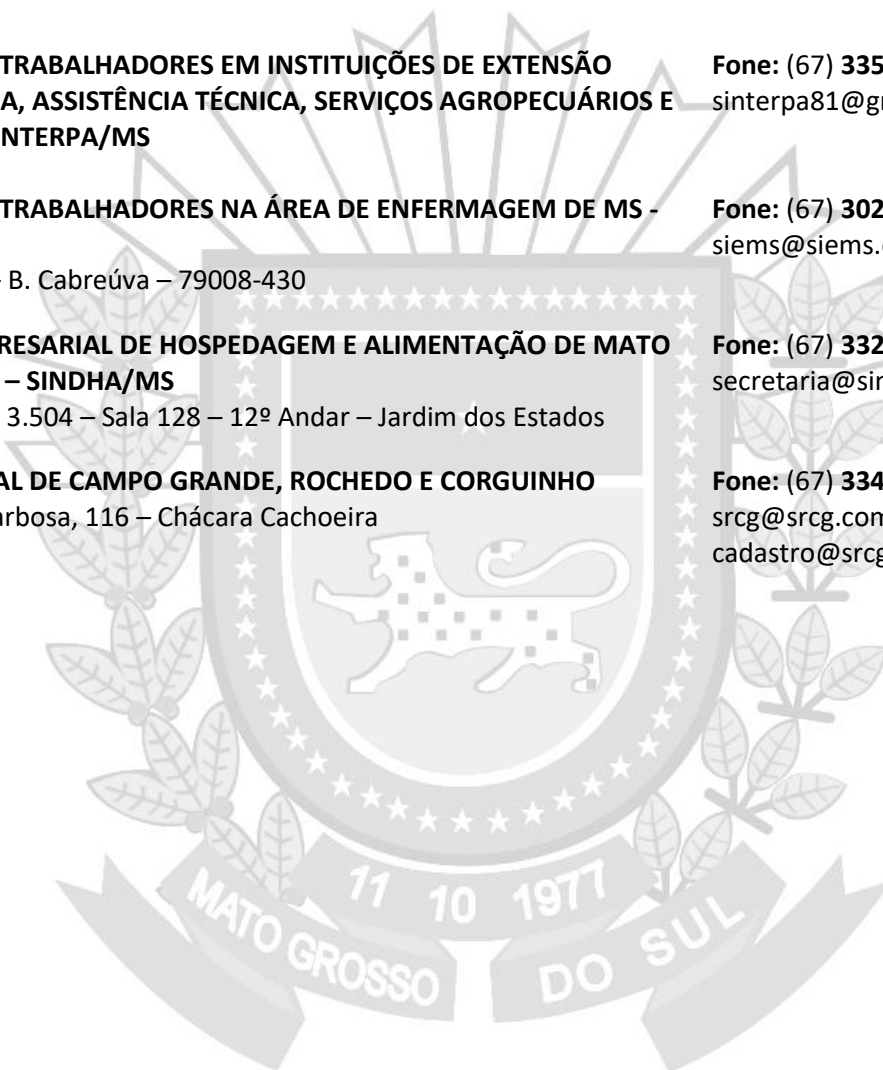 TRABALHADORES EM INSTITUIÇÕES DE EXTENSÃO Fone: (67) 335
A, ASSISTÊNCIA TÉCNICA, SERVIÇOS AGROPECUÁRIOS E sinterpa81@g
NTERPA/MS
TRABALHADORES NA ÁREA DE ENFERMAGEM DE MS - Fone: (67) 302
siems@siems.
B. Cabreúva – 79008-430
RESARIAL DE HOSPEDAGEM E ALIMENTAÇÃO DE MATO Fone: (67) 332
– SINDHA/MS secretaria@sin
3.504 – Sala 128 – 12º Andar – Jardim dos Estados
AL DE CAMPO GRANDE, ROCHEDO E CORGUINHO Fone: (67) 334
arbosa, 116 – Chácara Cachoeira srcg@srcg.com
cadastro@srcg
11 10 1977
MATO GROSSO DO SUL